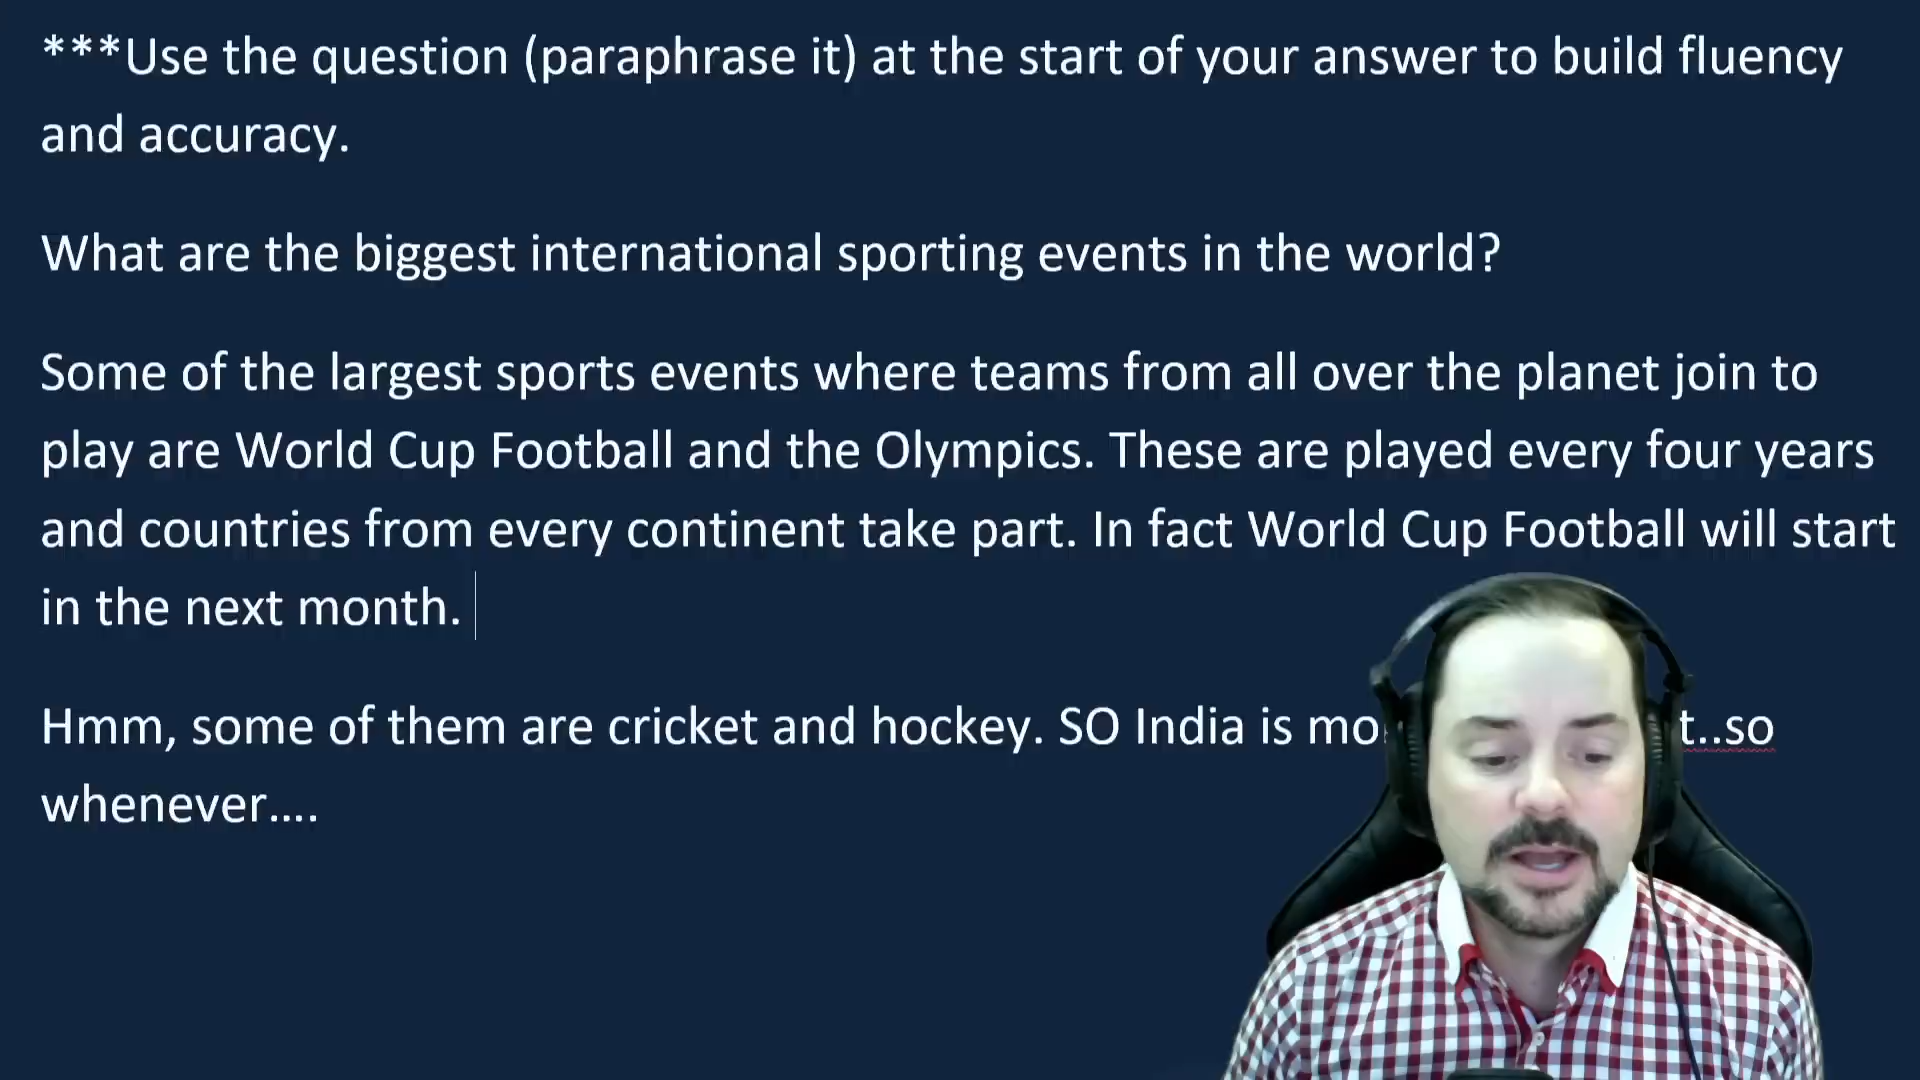 ***Use the question (paraphrase it) at the start of your answer to build fluency
and accuracy.
What are the biggest international sporting events in the world?
Some of the largest sports events where teams from all over the planet join to
play are World Cup Football and the Olympics. These are played every four years
and countries from every continent take part. In fact World Cup Football will start
in the next month.
Hmm, some of them are cricket and hockey. SO India is
whenever....